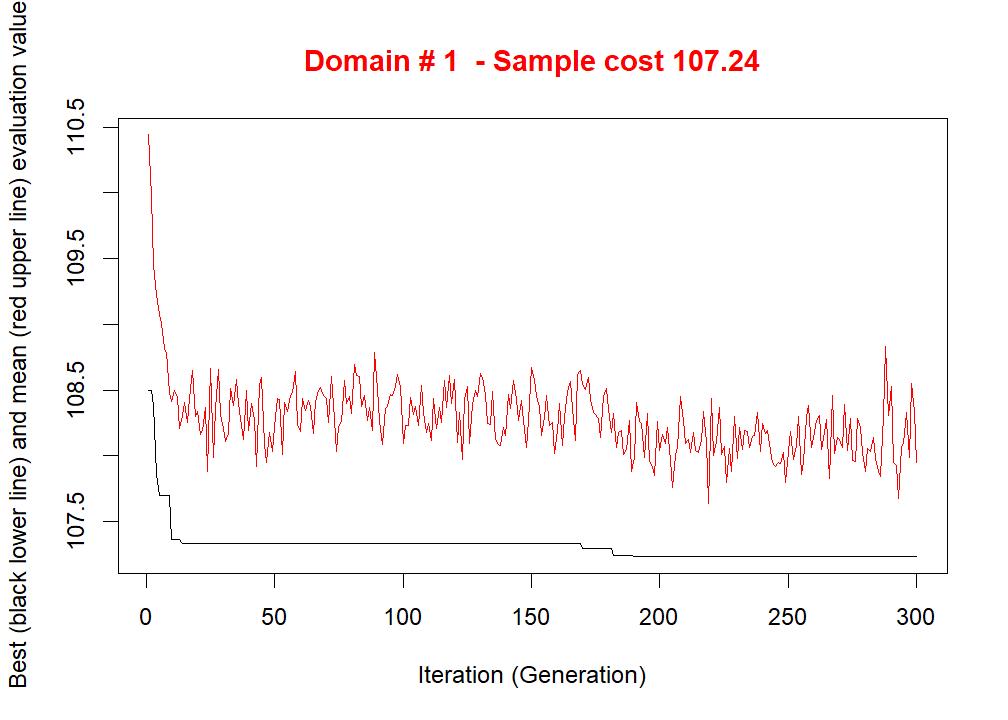 Domain # 1  - Sample cost 107.24
Best (black lower line) and mean (red upper line) evaluation value
110.5
109.5
108.5
107.5
0 50 100 150 200 250 300
Iteration (Generation)